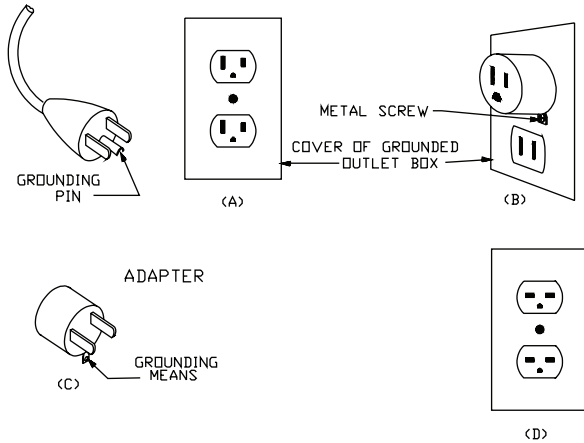 METAL SCREW
COVER OF GROUNDED
OUTLET BOX
GROUNDING
PIN
(A)
(B)
ADAPTER
GROUNDING
MEANS
(C)
(D)